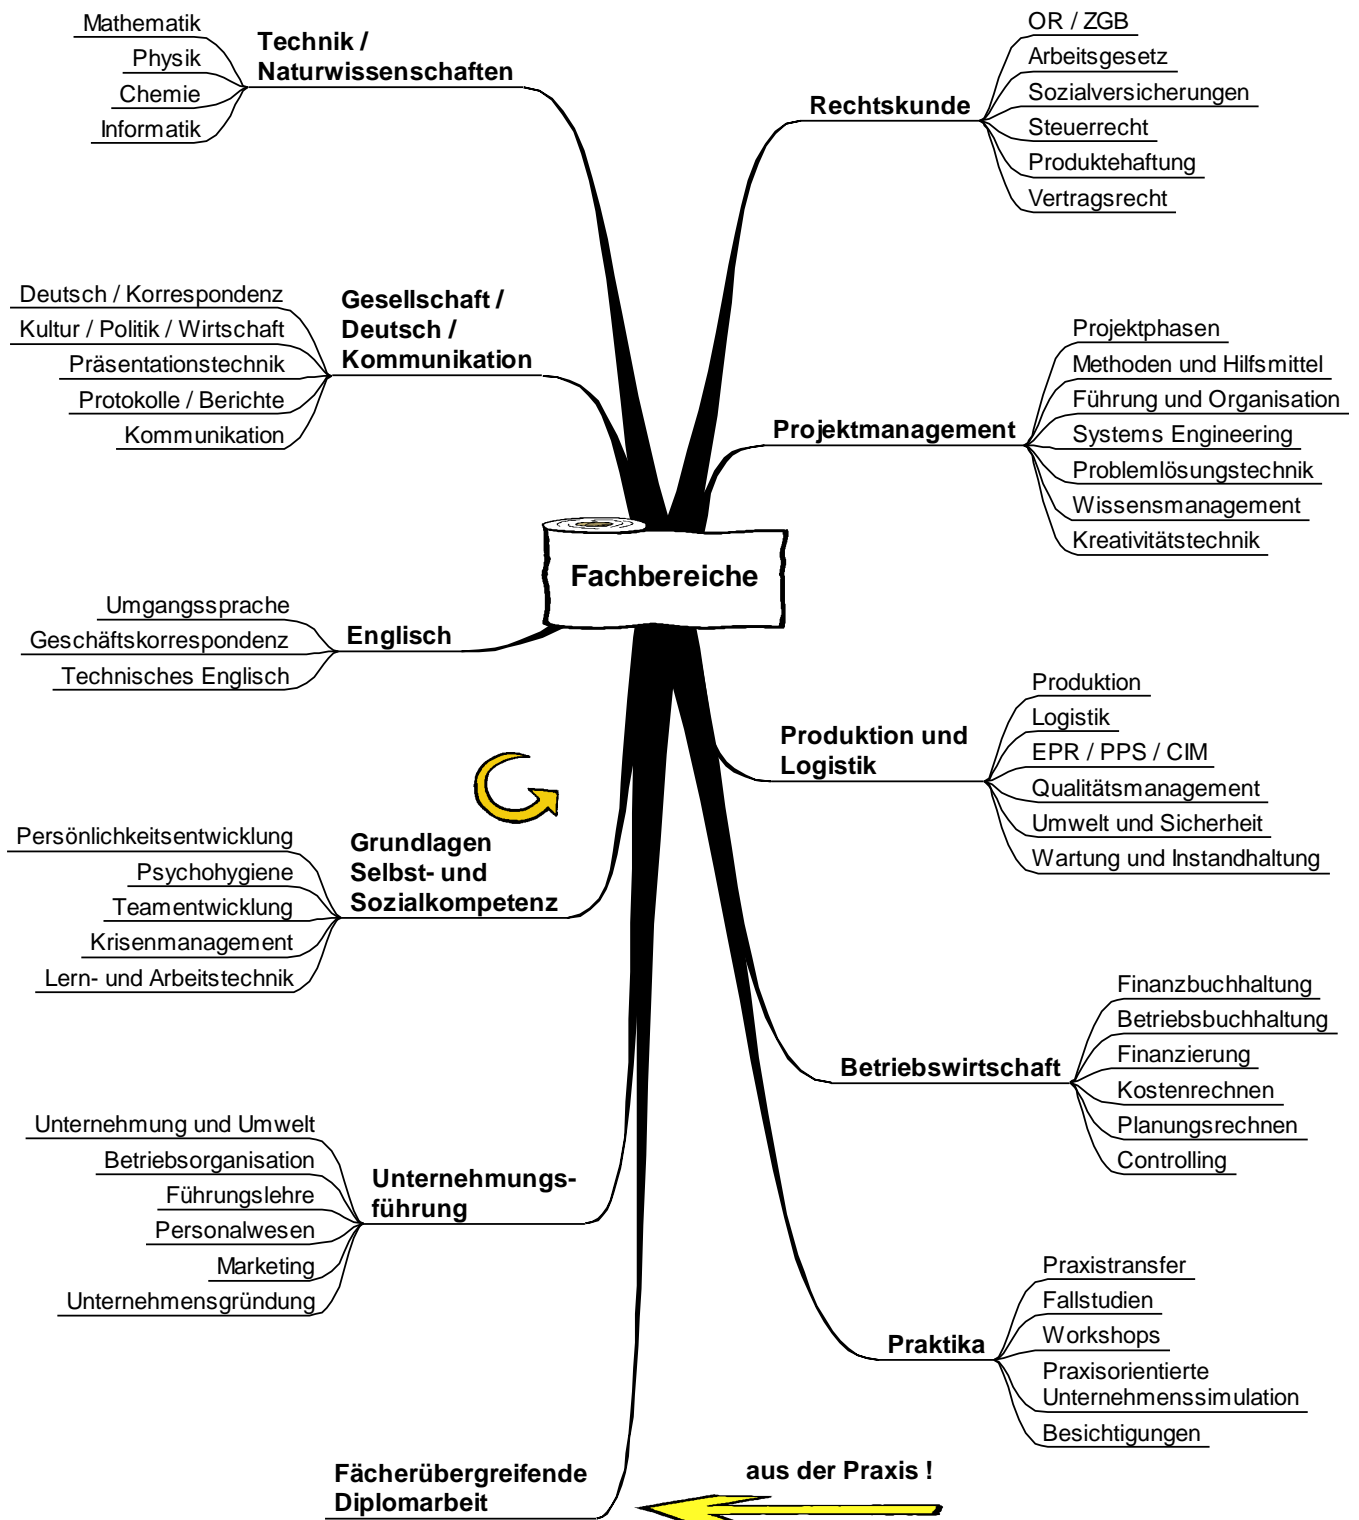 Fachbereiche
Technik /
Naturwissenschaften
Mathematik
Physik
Chemie
Informatik
Gesellschaft /
Deutsch /
Kommunikation
Deutsch / Korrespondenz
Kultur / Politik / Wirtschaft
Präsentationstechnik
Protokolle / Berichte
Kommunikation
Englisch
Umgangssprache
Geschäftskorrespondenz
Technisches Englisch
Grundlagen
Selbst- und
Sozialkompetenz
Persönlichkeitsentwicklung
Psychohygiene
Teamentwicklung
Krisenmanagement
Lern- und Arbeitstechnik
Unternehmungs-
führung
Unternehmung und Umwelt
Betriebsorganisation
Führungslehre
Personalwesen
Marketing
Unternehmensgründung
Fächerübergreifende
Diplomarbeit
aus der Praxis !
Rechtskunde
OR / ZGB
Arbeitsgesetz
Sozialversicherungen
Steuerrecht
Produktehaftung
Vertragsrecht
Projektmanagement
Projektphasen
Methoden und Hilfsmittel
Führung und Organisation
Systems Engineering
Problemlösungstechnik
Wissensmanagement
Kreativitätstechnik
Produktion und
Logistik
Produktion
Logistik
EPR / PPS / CIM
Qualitätsmanagement
Umwelt und Sicherheit
Wartung und Instandhaltung
Betriebswirtschaft
Finanzbuchhaltung
Betriebsbuchhaltung
Finanzierung
Kostenrechnen
Planungsrechnen
Controlling
Praktika
Praxistransfer
Fallstudien
Workshops
Praxisorientierte
Unternehmenssimulation
Besichtigungen